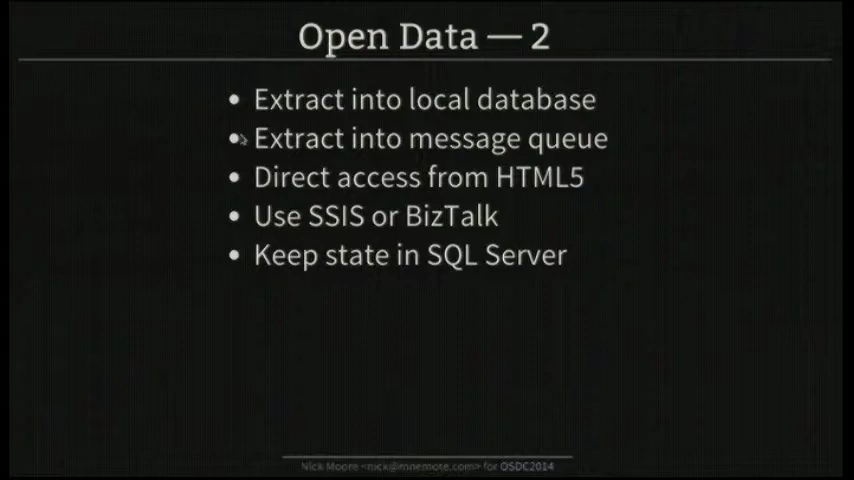 Open Data — 2
• Extract into local database
• Extract into message queue
• Direct access from HTML5
• Use SSIS or BizTalk
• Keep state in SQL Server
Nick Moore <nick@mnemote.com> for OSDC2014